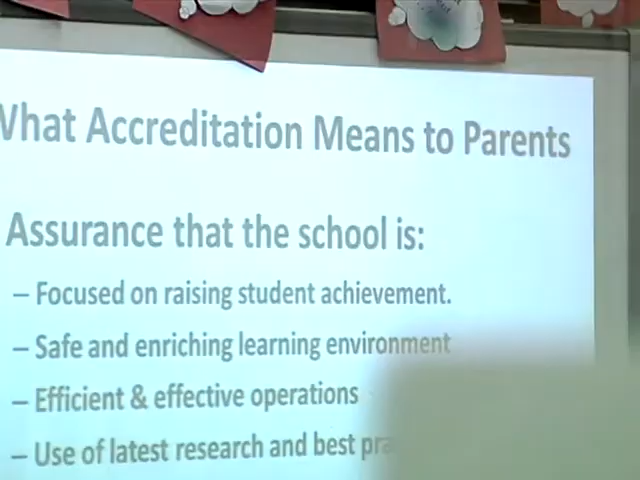 What Accreditation Means to Parents
Assurance that the school is:
– Focused on raising student achievement.
– Safe and enriching learning environment
– Efficient & effective operations
– Use of latest research and best pra